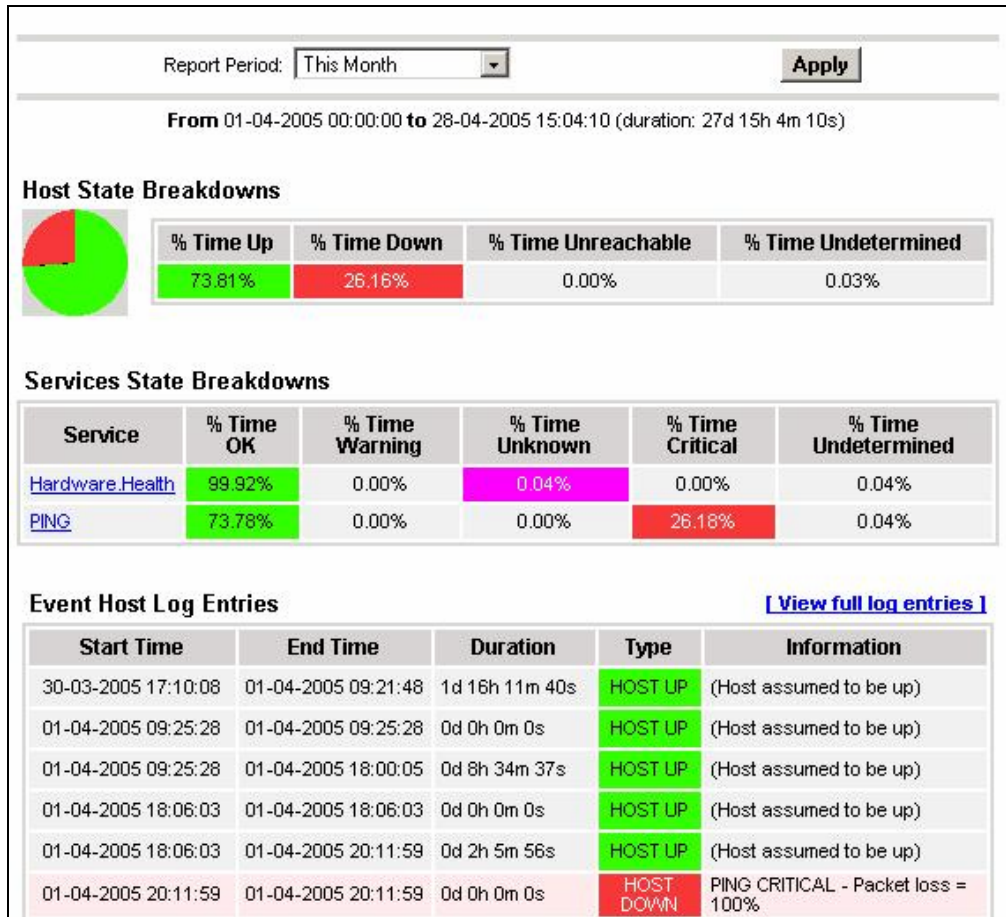 Report Period: This Month Apply
From 01-04-2005 00:00:00 to 28-04-2005 15:04:10 (duration: 27d 15h 4m 10s)
Host State Breakdowns
% Time Up % Time Down % Time Unreachable % Time Undetermined
73.81% 26.16% 0.00% 0.03%
Services State Breakdowns
Service % Time OK % Time Warning % Time Unknown % Time Critical % Time Undetermined
Hardware.Health 99.92% 0.00% 0.04% 0.00% 0.04%
PING 73.78% 0.00% 0.00% 26.18% 0.04%
Event Host Log Entries [ View full log entries ]
Start Time End Time Duration Type Information
30-03-2005 17:10:08 01-04-2005 09:21:48 1d 16h 11m 40s HOST UP (Host assumed to be up)
01-04-2005 09:25:28 01-04-2005 09:25:28 0d 0h 0m 0s HOST UP (Host assumed to be up)
01-04-2005 09:25:28 01-04-2005 18:00:05 0d 8h 34m 37s HOST UP (Host assumed to be up)
01-04-2005 18:06:03 01-04-2005 18:06:03 0d 0h 0m 0s HOST UP (Host assumed to be up)
01-04-2005 18:06:03 01-04-2005 20:11:59 0d 2h 5m 56s HOST UP (Host assumed to be up)
01-04-2005 20:11:59 01-04-2005 20:11:59 0d 0h 0m 0s HOST DOWN PING CRITICAL - Packet loss = 100%